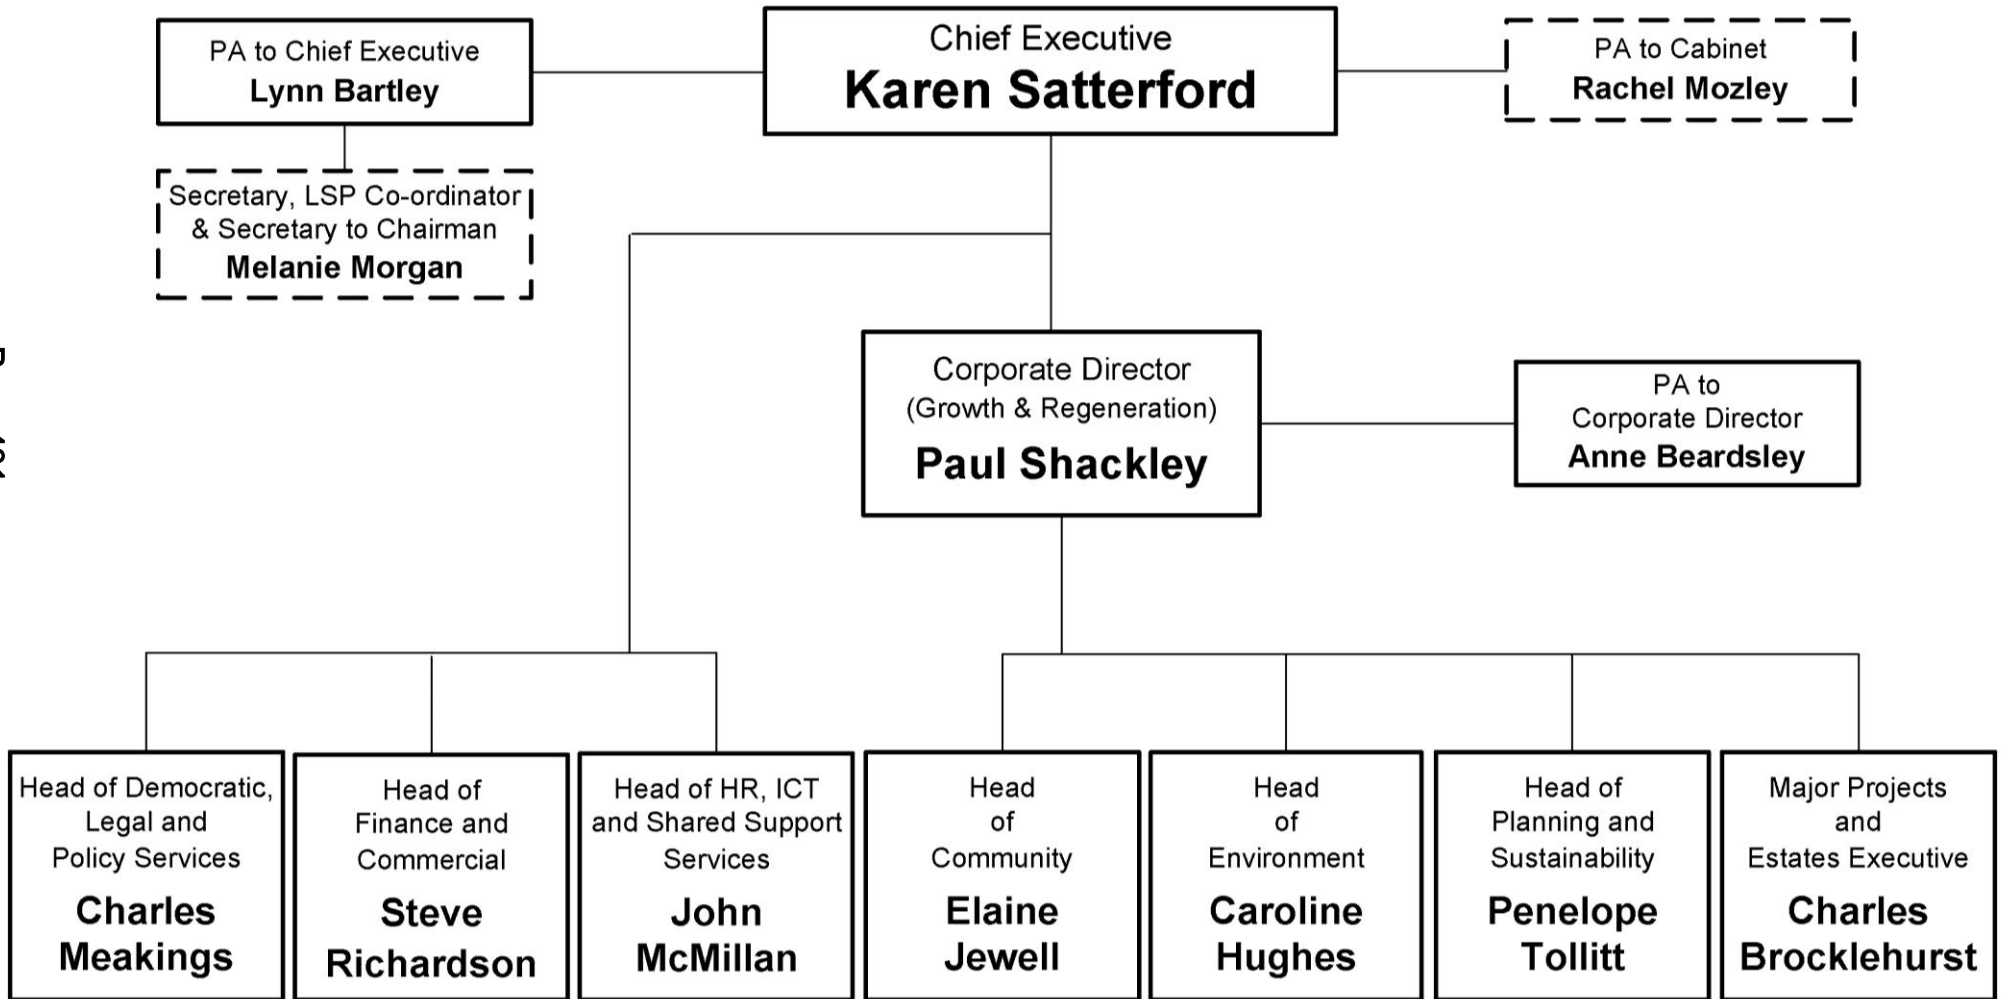 PA to Chief Executive
Lynn Bartley
Chief Executive
Karen Satterford
PA to Cabinet
Rachel Mozley
Secretary, LSP Co-ordinator
& Secretary to Chairman
Melanie Morgan
Corporate Director
(Growth & Regeneration)
Paul Shackley
PA to
Corporate Director
Anne Beardsley
Head of Democratic,
Legal and
Policy Services
Charles
Meakings
Head of
Finance and
Commercial
Steve
Richardson
Head of HR, ICT
and Shared Support
Services
John
McMillan
Head
of
Community
Elaine
Jewell
Head
of
Environment
Caroline
Hughes
Head of
Planning and
Sustainability
Penelope
Tollitt
Major Projects
and
Estates Executive
Charles
Brocklehurst